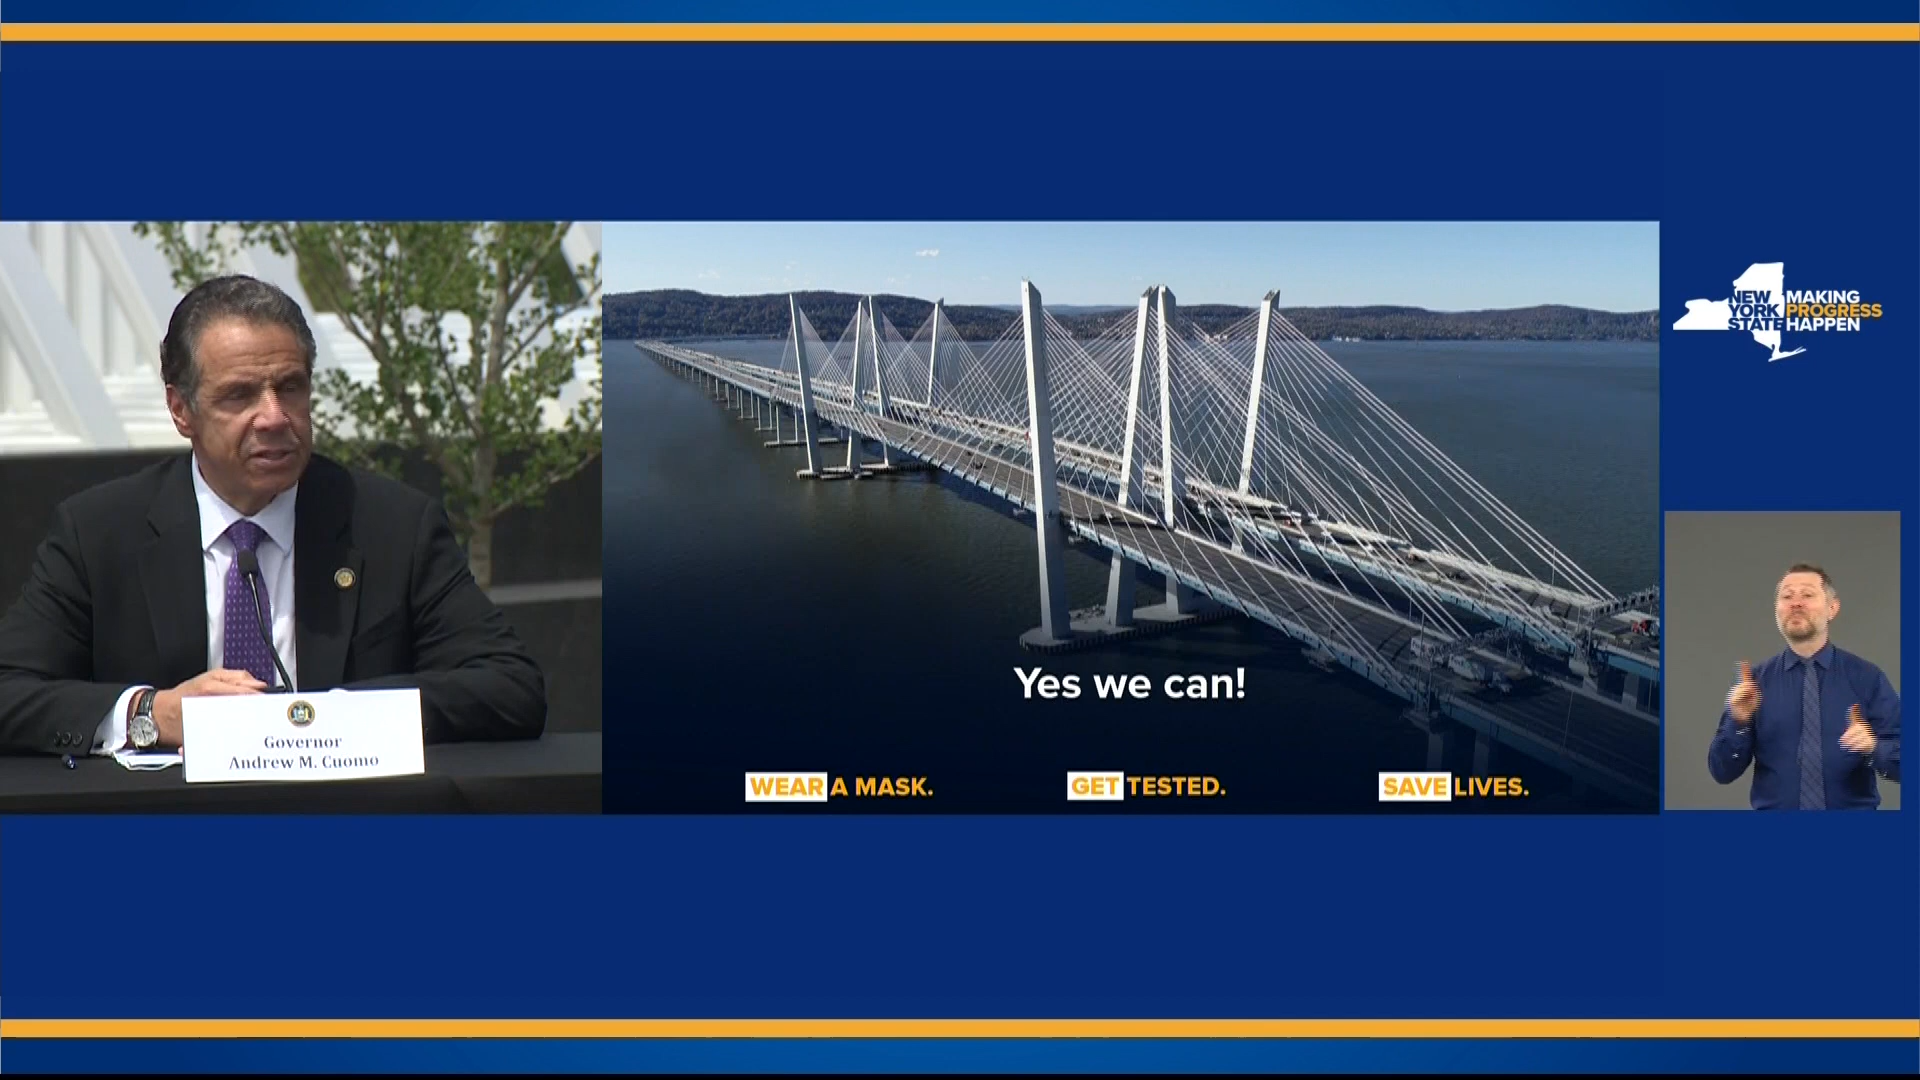 Governor
Andrew M. Cuomo
Yes we can!
WEAR A MASK.
GET TESTED.
SAVE LIVES.
NEW YORK STATE
MAKING PROGRESS HAPPEN